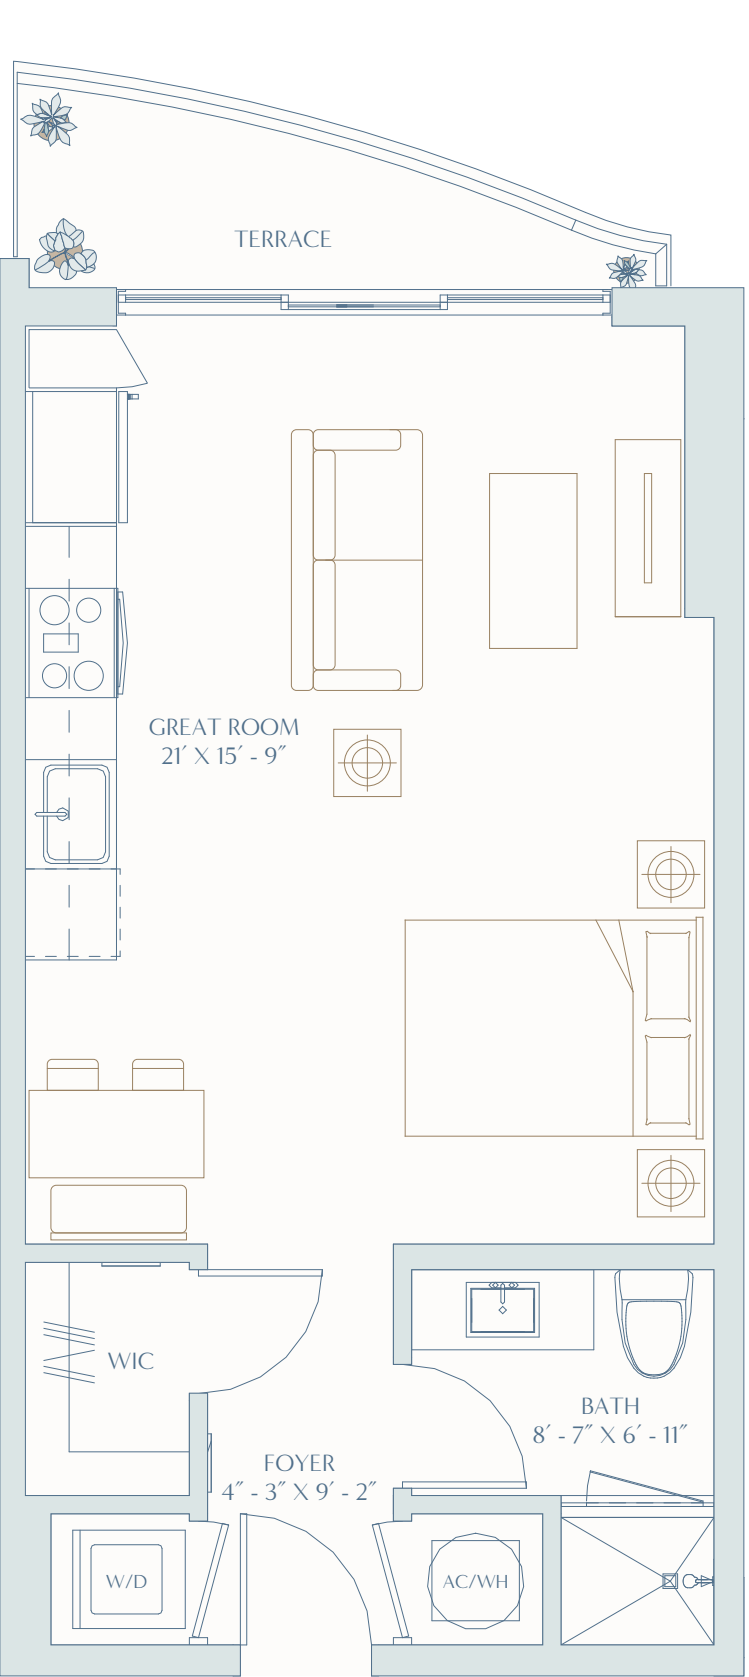 TERRACE
GREAT ROOM
21′ X 15′ - 9″
WIC
BATH
8′ - 7″ X 6′ - 11″
FOYER
4″ - 3″ X 9′ - 2″
W/D
AC/WH